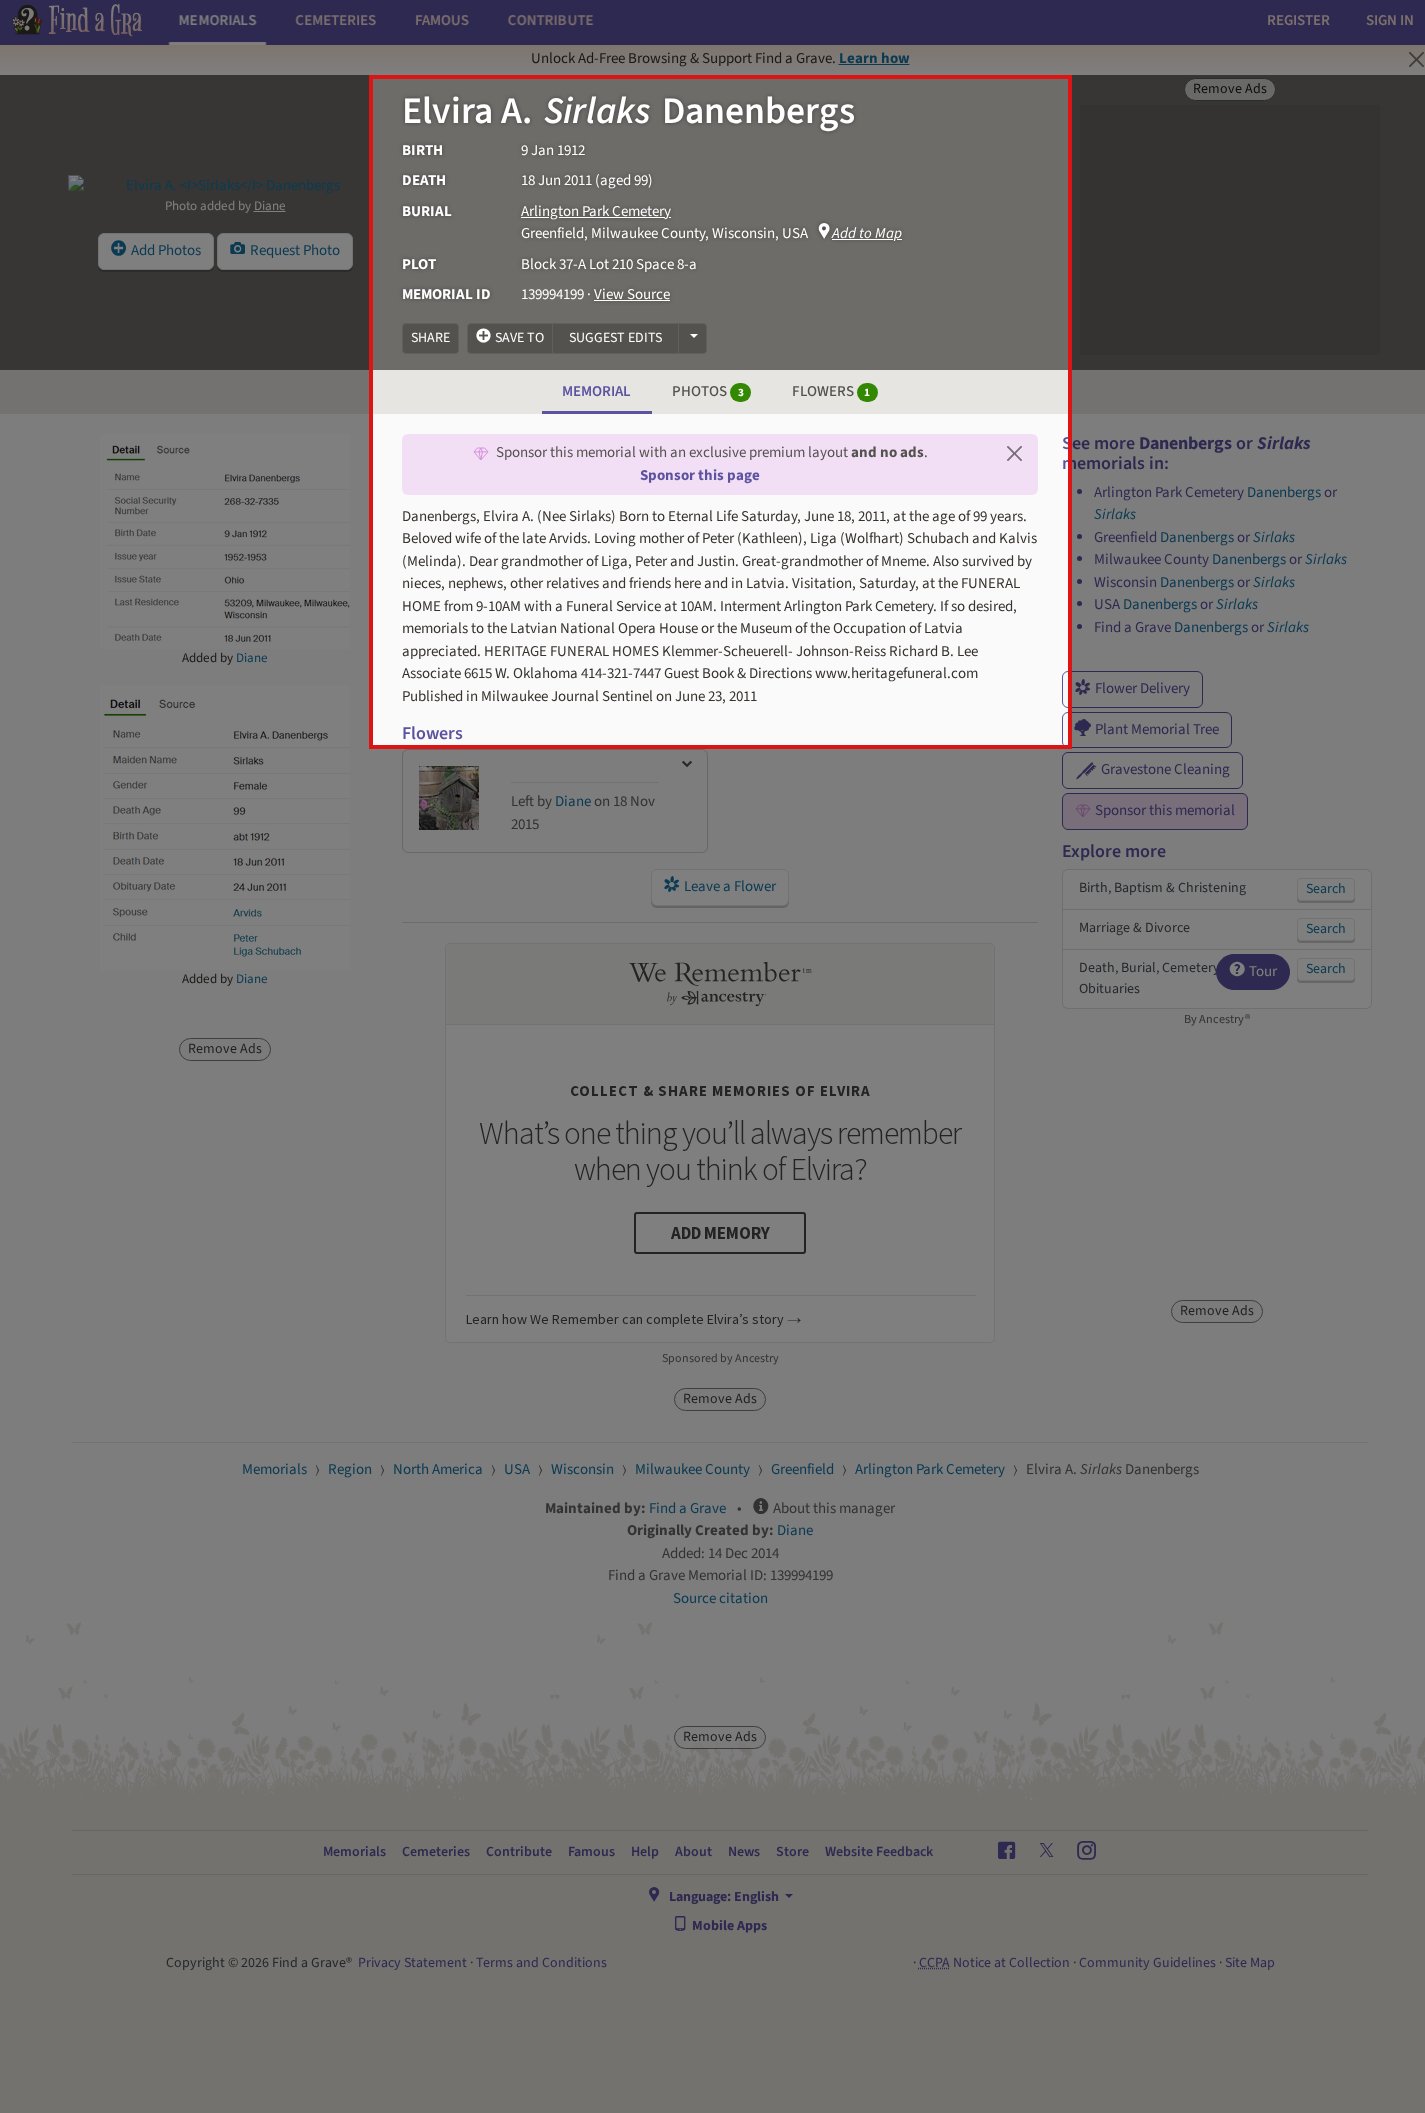 Find a Gra
MEMORIALS
CEMETERIES
FAMOUS
CONTRIBUTE
REGISTER
SIGN IN
Unlock Ad-Free Browsing & Support Find a Grave. Learn how
Elvira A. <I>Sirlaks</I> Danenbergs
Photo added by Diane
Add Photos
Request Photo
Elvira A. Sirlaks Danenbergs
BIRTH 9 Jan 1912
DEATH 18 Jun 2011 (aged 99)
BURIAL Arlington Park Cemetery
Greenfield, Milwaukee County, Wisconsin, USA Add to Map
PLOT Block 37-A Lot 210 Space 8-a
MEMORIAL ID 139994199 · View Source
SHARE
SAVE TO
SUGGEST EDITS
Remove Ads
MEMORIAL
PHOTOS 3
FLOWERS 1
Detail Source
Name Elvira Danenbergs
Social Security Number 268-32-7335
Birth Date 9 Jan 1912
Issue year 1952-1953
Issue State Ohio
Last Residence 53209, Milwaukee, Milwaukee, Wisconsin
Death Date 18 Jun 2011
Added by Diane
Detail Source
Name Elvira A. Danenbergs
Maiden Name Sirlaks
Gender Female
Death Age 99
Birth Date abt 1912
Death Date 18 Jun 2011
Obituary Date 24 Jun 2011
Spouse Arvids
Child Peter
Liga Schubach
Added by Diane
Remove Ads
Sponsor this memorial with an exclusive premium layout and no ads.
Sponsor this page
Danenbergs, Elvira A. (Nee Sirlaks) Born to Eternal Life Saturday, June 18, 2011, at the age of 99 years.
Beloved wife of the late Arvids. Loving mother of Peter (Kathleen), Liga (Wolfhart) Schubach and Kalvis
(Melinda). Dear grandmother of Liga, Peter and Justin. Great-grandmother of Mneme. Also survived by
nieces, nephews, other relatives and friends here and in Latvia. Visitation, Saturday, at the FUNERAL
HOME from 9-10AM with a Funeral Service at 10AM. Interment Arlington Park Cemetery. If so desired,
memorials to the Latvian National Opera House or the Museum of the Occupation of Latvia
appreciated. HERITAGE FUNERAL HOMES Klemmer-Scheuerell- Johnson-Reiss Richard B. Lee
Associate 6615 W. Oklahoma 414-321-7447 Guest Book & Directions www.heritagefuneral.com
Published in Milwaukee Journal Sentinel on June 23, 2011
Flowers
Left by Diane on 18 Nov
2015
Leave a Flower
We Remember™
by ancestry
COLLECT & SHARE MEMORIES OF ELVIRA
What's one thing you'll always remember
when you think of Elvira?
ADD MEMORY
Learn how We Remember can complete Elvira's story →
Sponsored by Ancestry
Remove Ads
See more Danenbergs or Sirlaks
memorials in:
• Arlington Park Cemetery Danenbergs or
Sirlaks
• Greenfield Danenbergs or Sirlaks
• Milwaukee County Danenbergs or Sirlaks
• Wisconsin Danenbergs or Sirlaks
• USA Danenbergs or Sirlaks
• Find a Grave Danenbergs or Sirlaks
Flower Delivery
Plant Memorial Tree
Gravestone Cleaning
Sponsor this memorial
Explore more
Birth, Baptism & Christening Search
Marriage & Divorce Search
Death, Burial, Cemetery
Obituaries
Search
Tour
By Ancestry®
Remove Ads
Memorials 〉 Region 〉 North America 〉 USA 〉 Wisconsin 〉 Milwaukee County 〉 Greenfield 〉 Arlington Park Cemetery 〉 Elvira A. Sirlaks Danenbergs
Maintained by: Find a Grave • About this manager
Originally Created by: Diane
Added: 14 Dec 2014
Find a Grave Memorial ID: 139994199
Source citation
Remove Ads
Memorials Cemeteries Contribute Famous Help About News Store Website Feedback
Language: English
Mobile Apps
Copyright © 2026 Find a Grave® Privacy Statement · Terms and Conditions
· CCPA Notice at Collection · Community Guidelines · Site Map